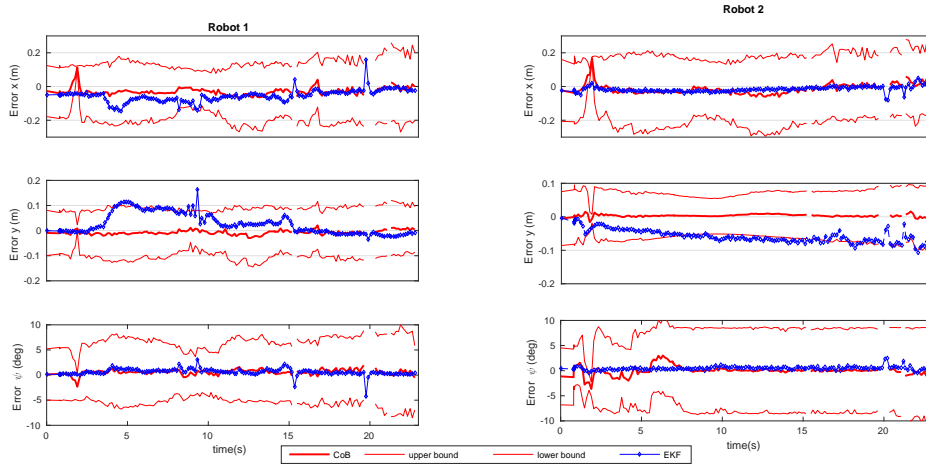 Robot 1
Error x (m)
0.2
0
-0.2
Error y (m)
0.2
0.1
0
-0.1
-0.2
Error ψ (deg)
10
5
0
-5
-10
0
5
10
15
20
time(s)
Robot 2
Error x (m)
0.2
0
-0.2
Error y (m)
0.1
0
-0.1
-0.2
Error ψ (deg)
10
5
0
-5
-10
0
5
10
15
20
time(s)
CoB
upper bound
lower bound
EKF